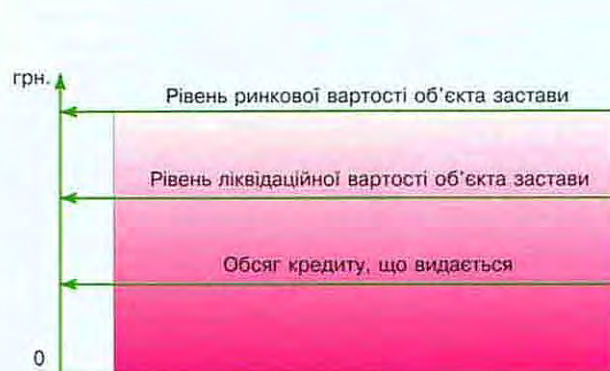 грн.
Рівень ринкової вартості об'єкта застави
Рівень ліквідаційної вартості об'єкта застави
Обсяг кредиту, що видається
0